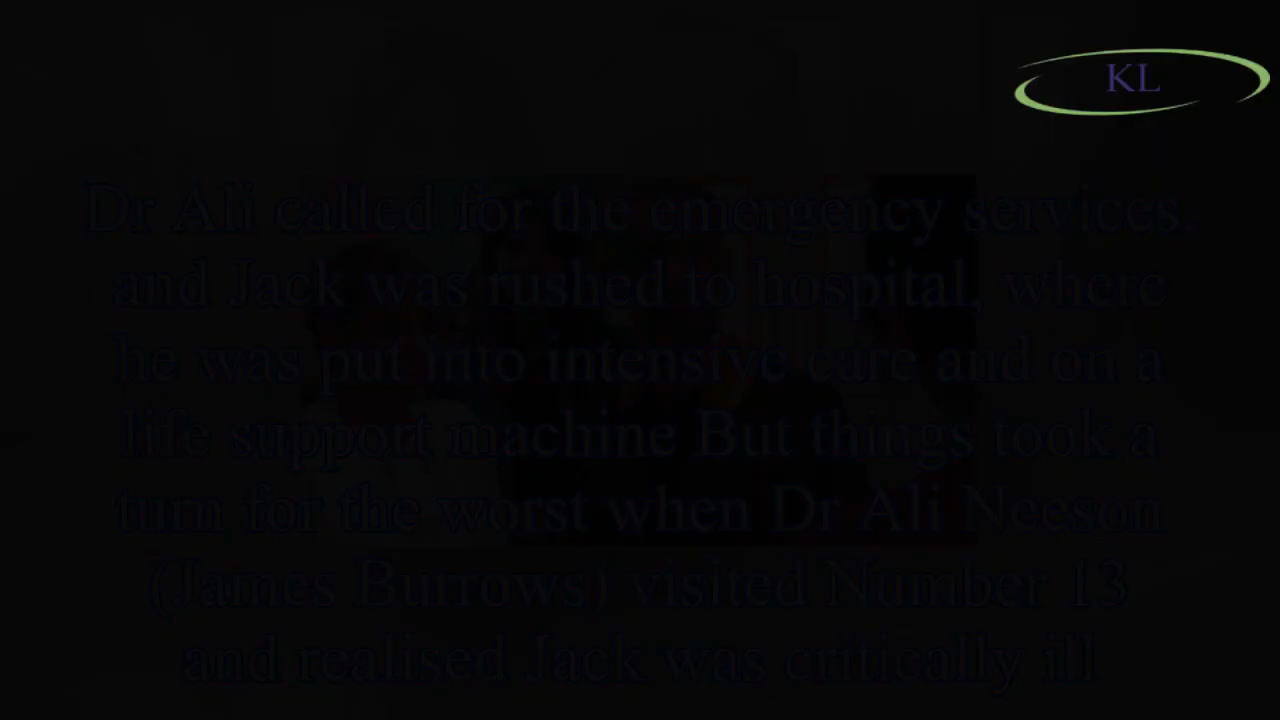 KL
Dr Ali called for the emergency services.
and Jack was rushed to hospital, where
he was put into intensive care and on a
life support machine But things took a
turn for the worst when Dr Ali Neeson
(James Burrows) visited Number 13
and realised Jack was critically ill